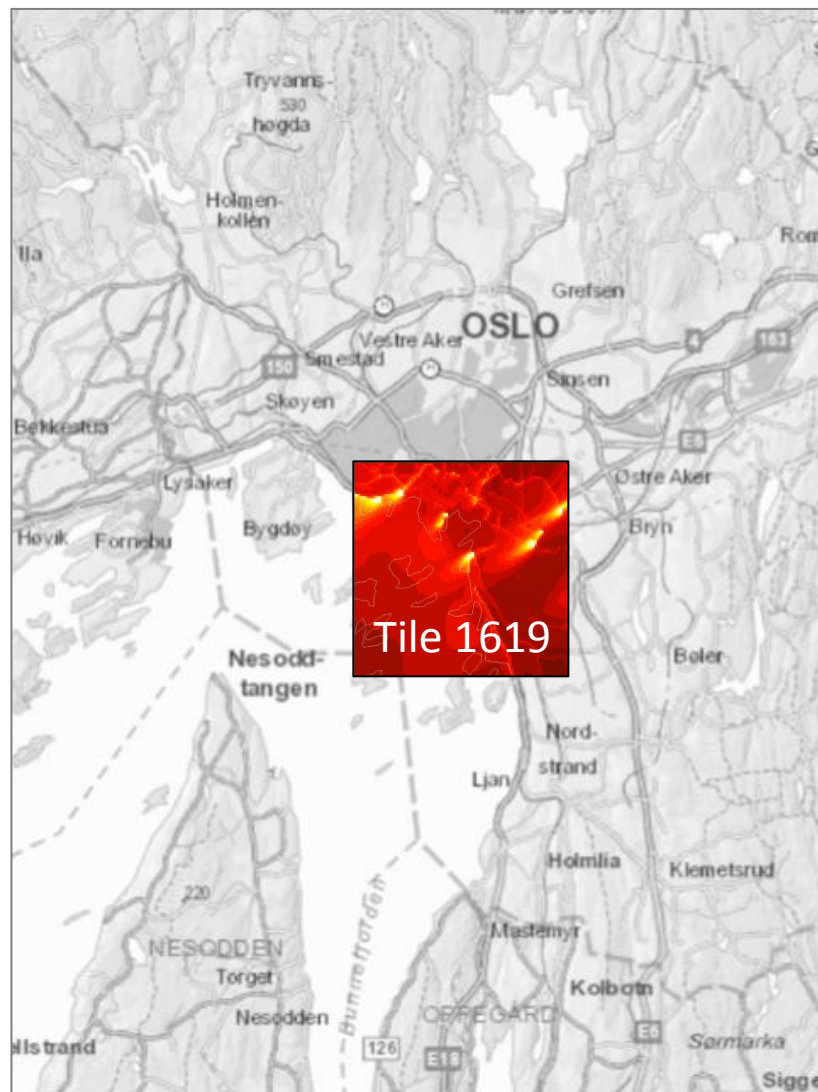 Tryvanns-
530
høgda
Holmen-
kollen
Ila
Rom
Grefsen
OSLO
Vestre Aker
4
163
150
Smestad
Sinsen
Skøyen
Bekkestua
Østre Aker
Lysaker
Høvik
Fornebu
Bygdøy
Bryn
Tile 1619
Nesodd-
tangen
Bøler
Nord-
strand
Ljan
Holmlia
Klemetsrud
220
Bunnefjorden
NESODDEN
Mastemyr
Torget
Kolbotn
Nesodden
OPPEGÅRD
E6
Sørmarka
ellstrand
126
E18
Sigge